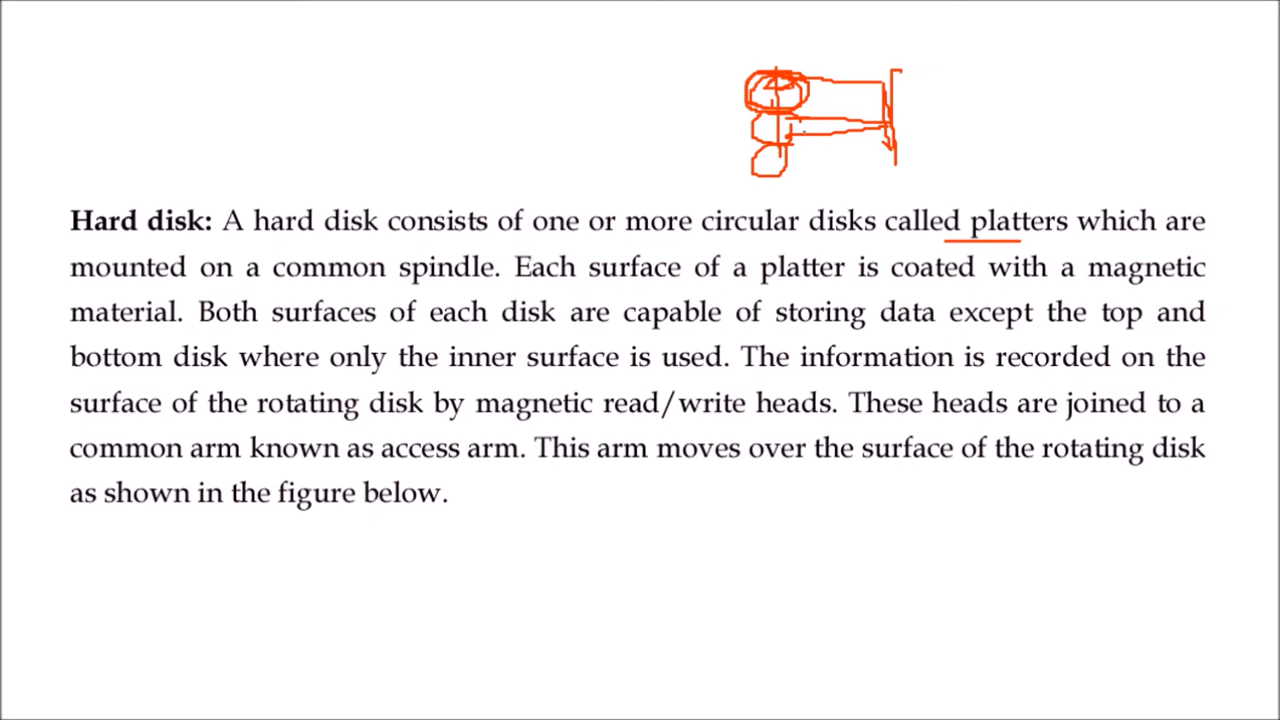 Hard disk: A hard disk consists of one or more circular disks called platters which are
mounted on a common spindle. Each surface of a platter is coated with a magnetic
material. Both surfaces of each disk are capable of storing data except the top and
bottom disk where only the inner surface is used. The information is recorded on the
surface of the rotating disk by magnetic read/write heads. These heads are joined to a
common arm known as access arm. This arm moves over the surface of the rotating disk
as shown in the figure below.